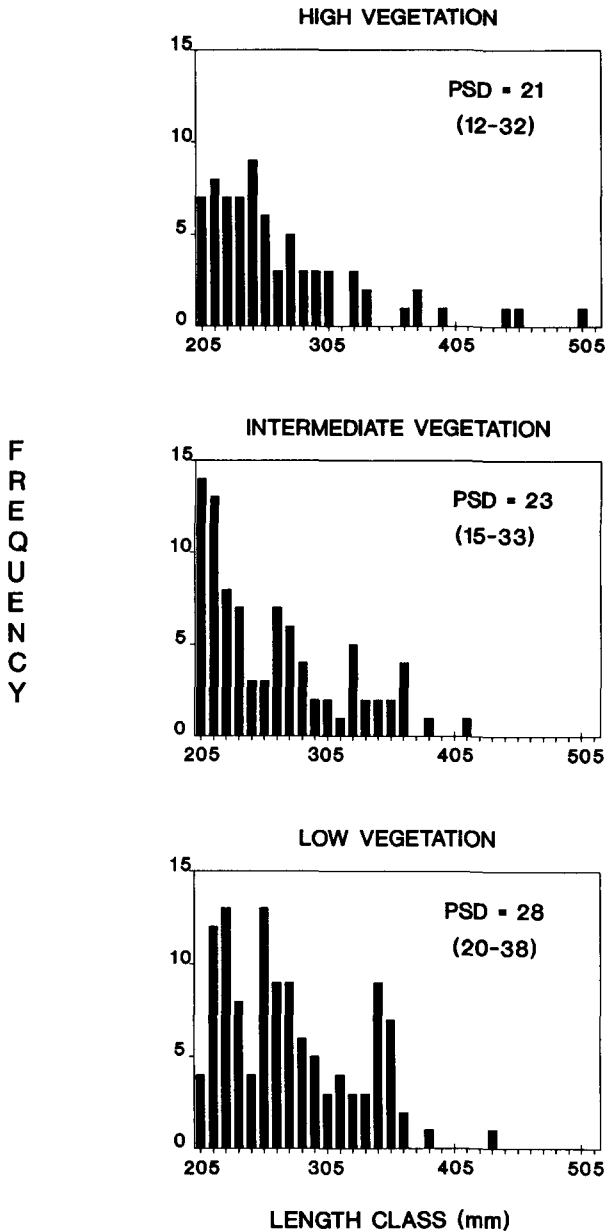 HIGH VEGETATION
15
PSD = 21
(12-32)
10
5
0
205 305 405 505
INTERMEDIATE VEGETATION
15
PSD = 23
(15-33)
10
5
0
205 305 405 505
FREQUENCY
LOW VEGETATION
15
PSD = 28
(20-38)
10
5
0
205 305 405 505
LENGTH CLASS (mm)